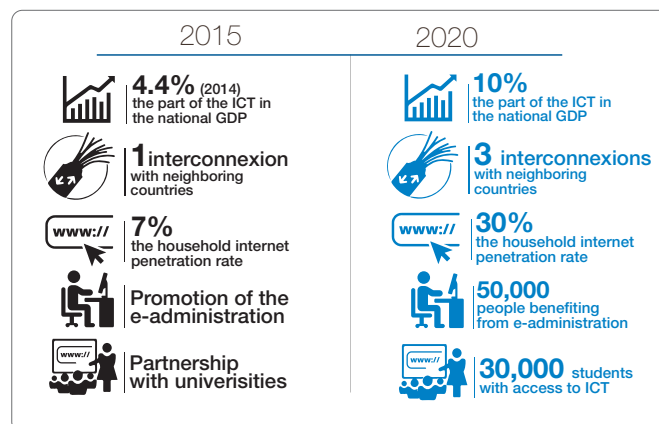 2015
4.4% (2014)
the part of the ICT in
the national GDP
1 interconnexion
with neighboring
countries
www://
7%
the household internet
penetration rate
Promotion of the
e-administration
www://
Partnership
with univerisities
2020
10%
the part of the ICT in
the national GDP
3 interconnexions
with neighboring
countries
www://
30%
the household internet
penetration rate
50,000
people benefiting
from e-administration
www://
30,000 students
with access to ICT